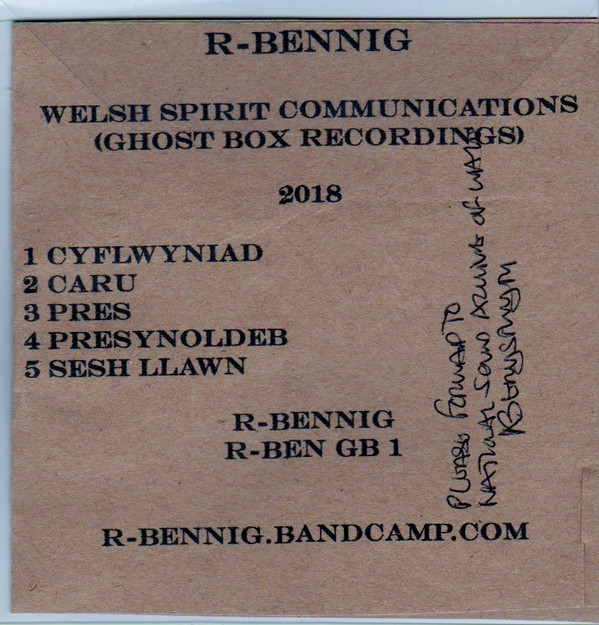 R-BENNIG
WELSH SPIRIT COMMUNICATIONS
(GHOST BOX RECORDINGS)
2018
1 CYFLWYNIAD
2 CARU
3 PRES
4 PRESYNOLDEB
5 SESH LLAWN
R-BENNIG
R-BEN GB 1
R-BENNIG.BANDCAMP.COM
PLEASE FORWARD TO
NATIONAL SOUND ARCHIVE OF WALES